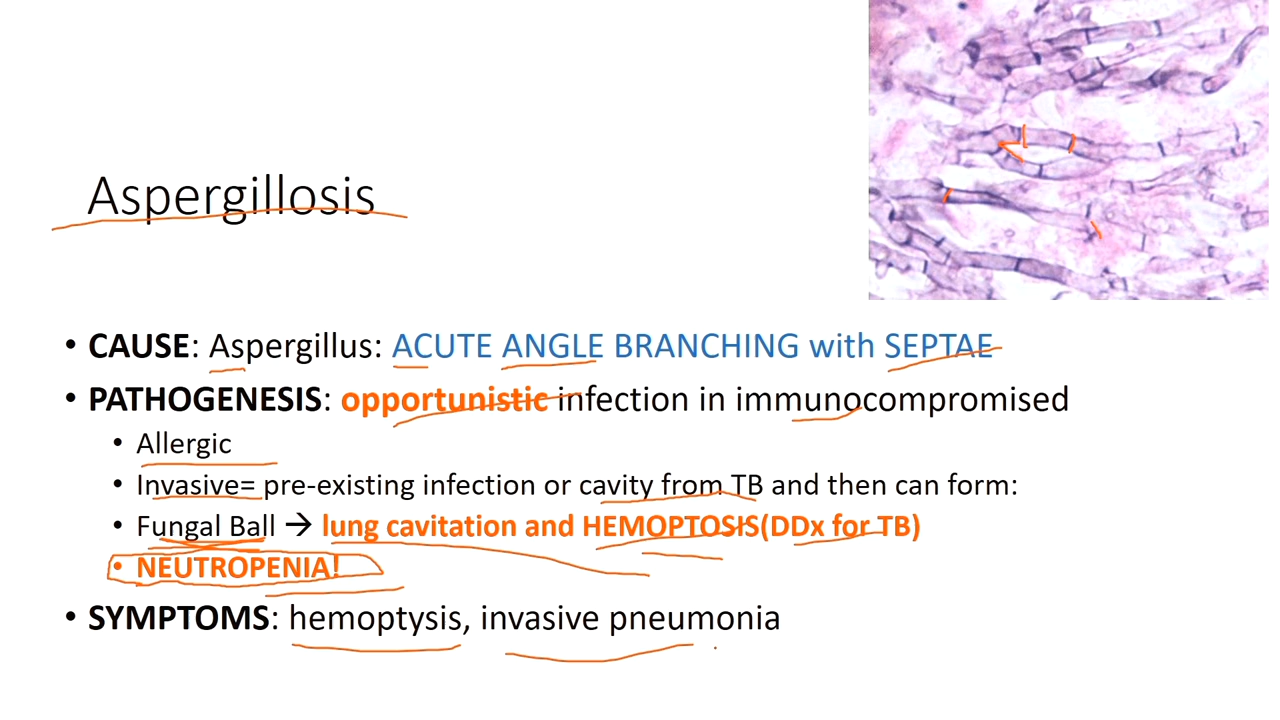 Aspergillosis
• CAUSE: Aspergillus: ACUTE ANGLE BRANCHING with SEPTAE
• PATHOGENESIS: opportunistic infection in immunocompromised
• Allergic
• Invasive= pre-existing infection or cavity from TB and then can form:
• Fungal Ball → lung cavitation and HEMOPTOSIS(DDx for TB)
• NEUTROPENIA!
• SYMPTOMS: hemoptysis, invasive pneumonia